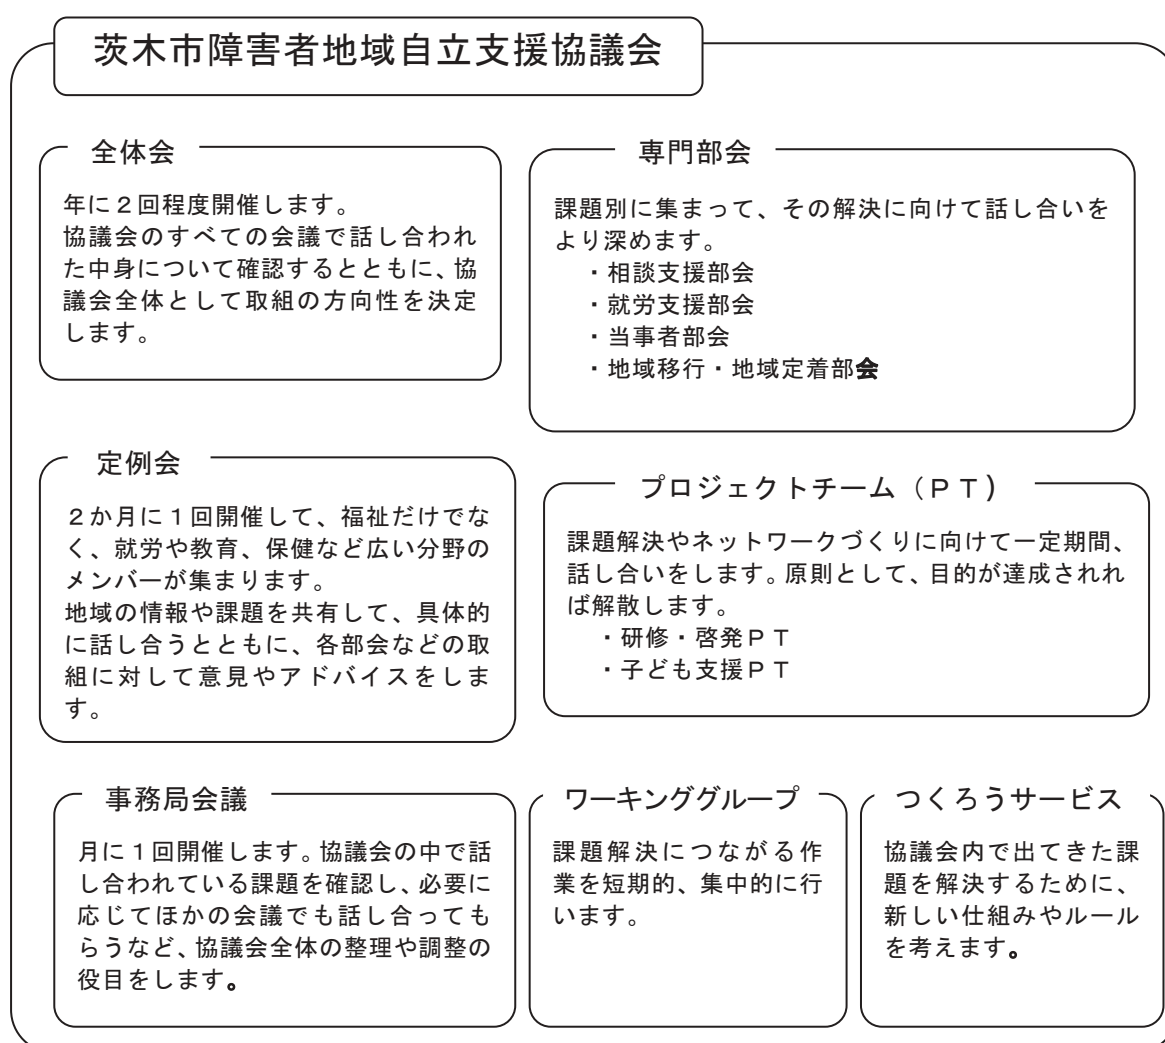 茨木市障害者地域自立支援協議会
全体会
年に２回程度開催します。
協議会のすべての会議で話し合われ
た中身について確認するとともに、協
議会全体として取組の方向性を決定
します。
専門部会
課題別に集まって、その解決に向けて話し合いを
より深めます。
・相談支援部会
・就労支援部会
・当事者部会
・地域移行・地域定着部会
定例会
２か月に１回開催して、福祉だけでな
く、就労や教育、保健など広い分野の
メンバーが集まります。
地域の情報や課題を共有して、具体的
に話し合うとともに、各部会などの取
組に対して意見やアドバイスをしま
す。
プロジェクトチーム（ＰＴ）
課題解決やネットワークづくりに向けて一定期間、
話し合いをします。原則として、目的が達成されれ
ば解散します。
・研修・啓発ＰＴ
・子ども支援ＰＴ
事務局会議
月に１回開催します。協議会の中で話
し合われている課題を確認し、必要に
応じてほかの会議でも話し合っても
らうなど、協議会全体の整理や調整の
役目をします。
ワーキンググループ
課題解決につながる作
業を短期的、集中的に行
います。
つくろうサービス
協議会内で出てきた課
題を解決するために、
新しい仕組みやルール
を考えます。